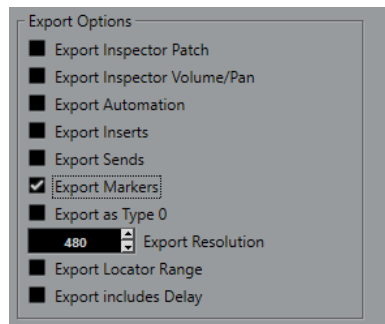 Export Options
Export Inspector Patch
Export Inspector Volume/Pan
Export Automation
Export Inserts
Export Sends
Export Markers
Export as Type 0
480 Export Resolution
Export Locator Range
Export includes Delay